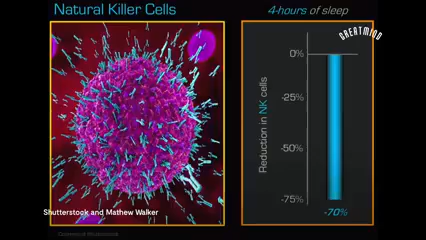 Natural Killer Cells
4-hours of sleep
GREATMIND
0%
-25%
-50%
-75%
Reduction in NK cells
-70%
Shutterstock and Mathew Walker